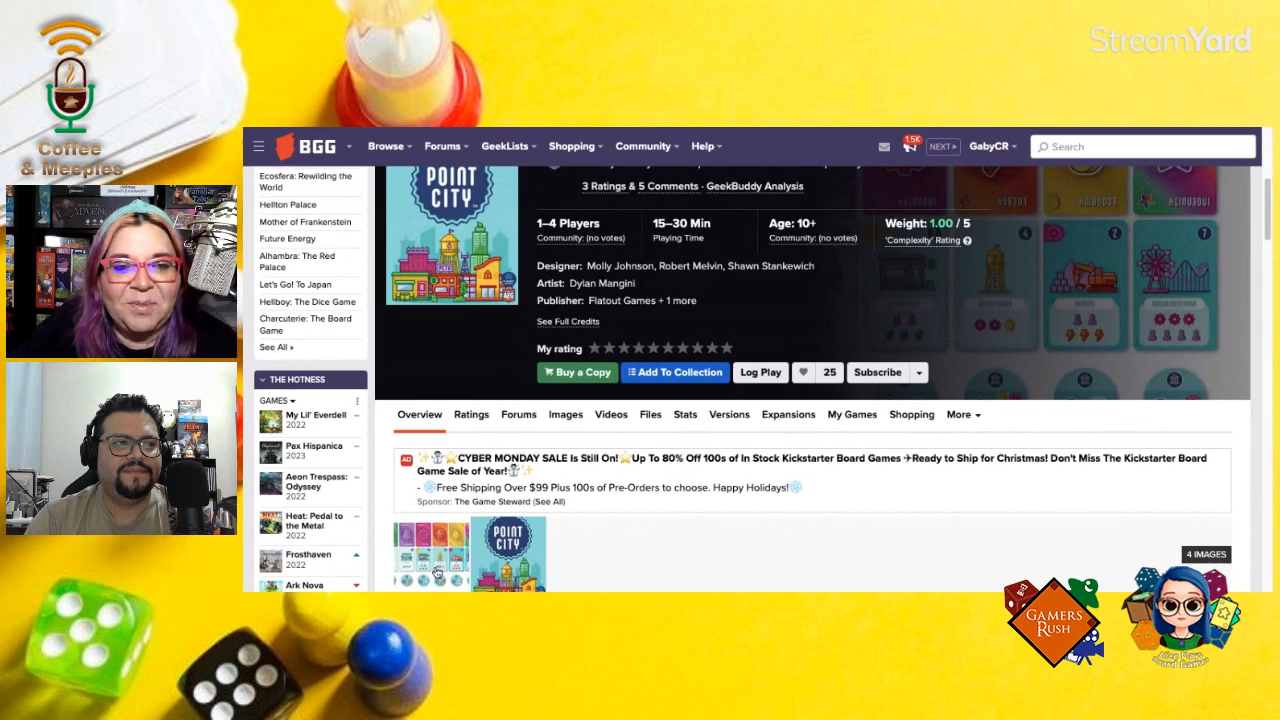 StreamYard
Coffee
& Meeples
BGG
Browse
Forums
GeekLists
Shopping
Community
Help
1.5K
NEXT
GabyCR
Search
Ecosfera: Rewilding the
World
Hellton Palace
Mother of Frankenstein
Future Energy
Alhambra: The Red
Palace
Let's Go! To Japan
Hellboy: The Dice Game
Charcuterie: The Board
Game
See All »
THE HOTNESS
GAMES
My Lil' Everdell
2022
Pax Hispanica
2023
Aeon Trespass:
Odyssey
2022
Heat: Pedal to
the Metal
2022
Frosthaven
2022
Ark Nova
POINT
CITY
AEG
3 Ratings & 5 Comments · GeekBuddy Analysis
1–4 Players
Community: (no votes)
15–30 Min
Playing Time
Age: 10+
Community: (no votes)
Weight: 1.00 / 5
'Complexity' Rating
Designer: Molly Johnson, Robert Melvin, Shawn Stankewich
Artist: Dylan Mangini
Publisher: Flatout Games + 1 more
See Full Credits
My rating
Buy a Copy
Add To Collection
Log Play
25
Subscribe
Overview
Ratings
Forums
Images
Videos
Files
Stats
Versions
Expansions
My Games
Shopping
More
AD
CYBER MONDAY SALE Is Still On! Up To 80% Off 100s of In Stock Kickstarter Board Games ✈Ready to Ship for Christmas! Don't Miss The Kickstarter Board
Game Sale of Year!
- Free Shipping Over $99 Plus 100s of Pre-Orders to choose. Happy Holidays!
Sponsor: The Game Steward (See All)
POINT
CITY
4 IMAGES
GAMERS
RUSH
Board Games